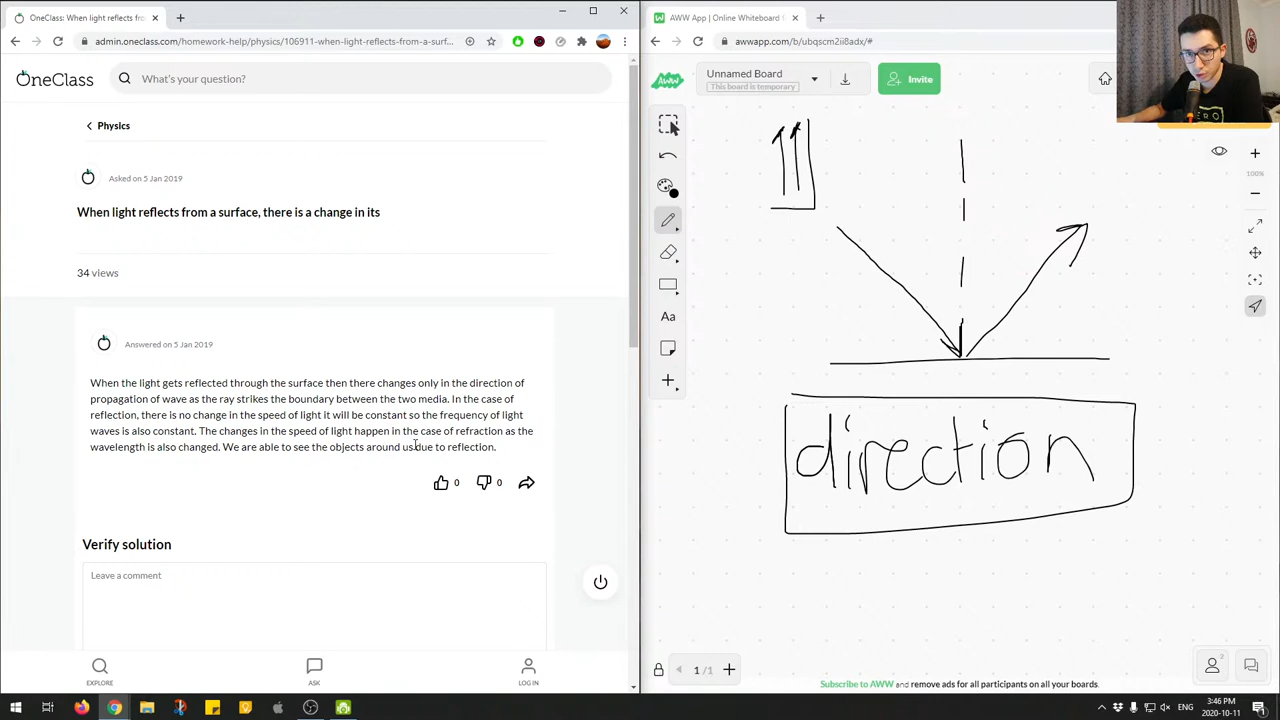 OneClass: When light reflects fro
AWW App | Online Whiteboard f
admin.oneclass.com/homework-help/physics/106911-when-light-reflects-from-a-surf...
awwapp.com/b/ubqscm2ii8adx/#
OneClass
What's your question?
Physics
Asked on 5 Jan 2019
When light reflects from a surface, there is a change in its
34 views
Answered on 5 Jan 2019
When the light gets reflected through the surface then there changes only in the direction of
propagation of wave as the ray strikes the boundary between the two media. In the case of
reflection, there is no change in the speed of light it will be constant so the frequency of light
waves is also constant. The changes in the speed of light happen in the case of refraction as the
wavelength is also changed. We are able to see the objects around us due to reflection.
0
0
Verify solution
Leave a comment
EXPLORE
ASK
LOG IN
AWW
Unnamed Board
This board is temporary
Invite
100%
Aa
11
direction
1 / 1
Subscribe to AWW and remove ads for all participants on all your boards.
ENG
3:46 PM
2020-10-11